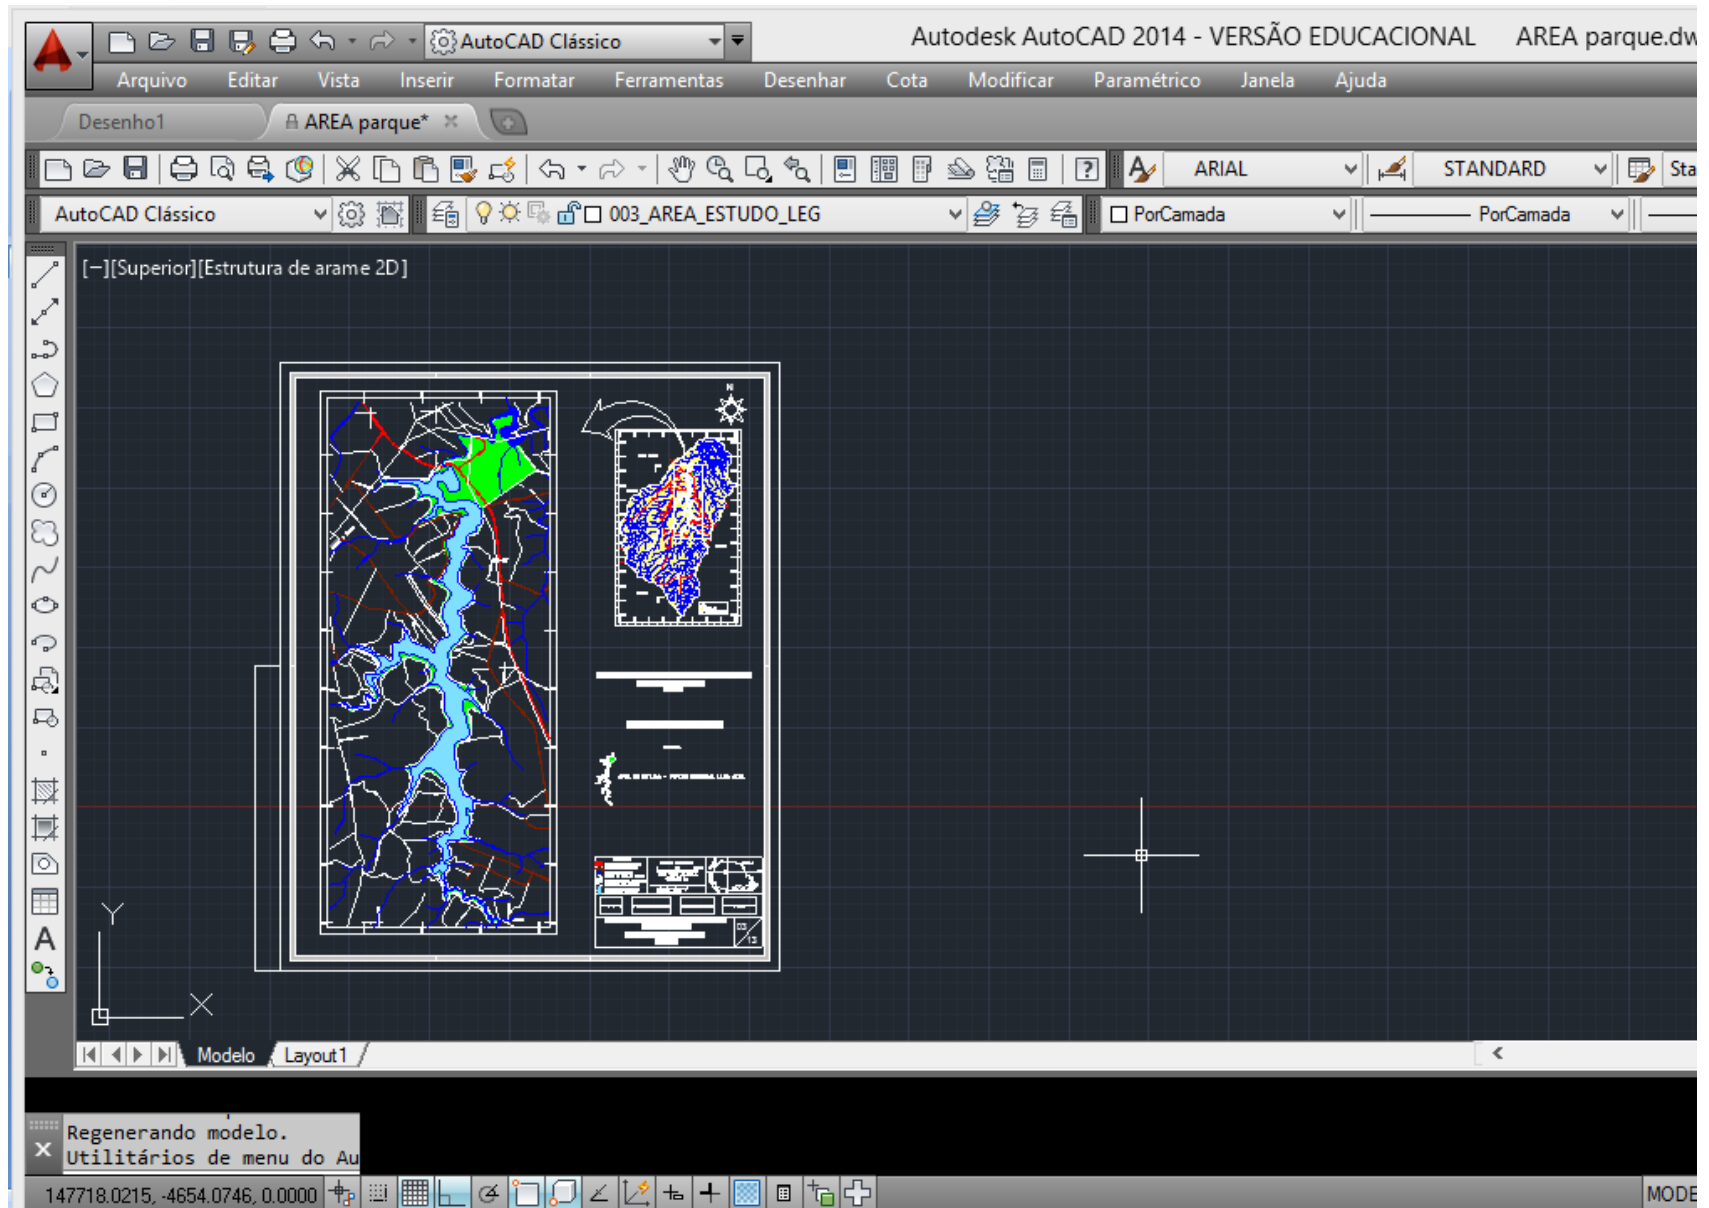 AutoCAD Clássico
Autodesk AutoCAD 2014 - VERSÃO EDUCACIONAL AREA parque.dw
Arquivo Editar Vista Inserir Formatar Ferramentas Desenhar Cota Modificar Paramétrico Janela Ajuda
Desenho1 AREA parque*
ARIAL STANDARD Sta
AutoCAD Clássico 003_AREA_ESTUDO_LEG PorCamada PorCamada
[−][Superior][Estrutura de arame 2D]
N
03
13
Y
X
Modelo Layout1
Regenerando modelo.
Utilitários de menu do Au
147718.0215, -4654.0746, 0.0000 MODE